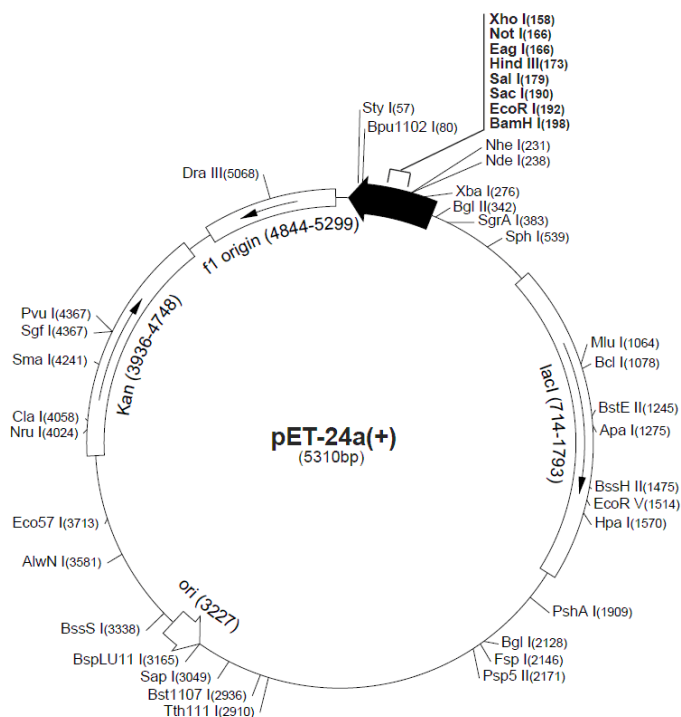 Xho I(158)
Not I(166)
Eag I(166)
Hind III(173)
Sal I(179)
Sac I(190)
EcoR I(192)
BamH I(198)
Sty I(57)
Bpu1102 I(80)
Nhe I(231)
Nde I(238)
Xba I(276)
Bgl II(342)
SgrA I(383)
Sph I(539)
Dra III(5068)
f1 origin (4844-5299)
Pvu I(4367)
Sgf I(4367)
Sma I(4241)
Kan (3936-4748)
Cla I(4058)
Nru I(4024)
Mlu I(1064)
Bcl I(1078)
lacI (714-1793)
BstE II(1245)
Apa I(1275)
pET-24a(+)
(5310bp)
BssH II(1475)
EcoR V(1514)
Hpa I(1570)
Eco57 I(3713)
AlwN I(3581)
ori (3227)
BssS I(3338)
BspLU11 I(3165)
Sap I(3049)
Bst1107 I(2936)
Tth111 I(2910)
PshA I(1909)
Bgl I(2128)
Fsp I(2146)
Psp5 II(2171)